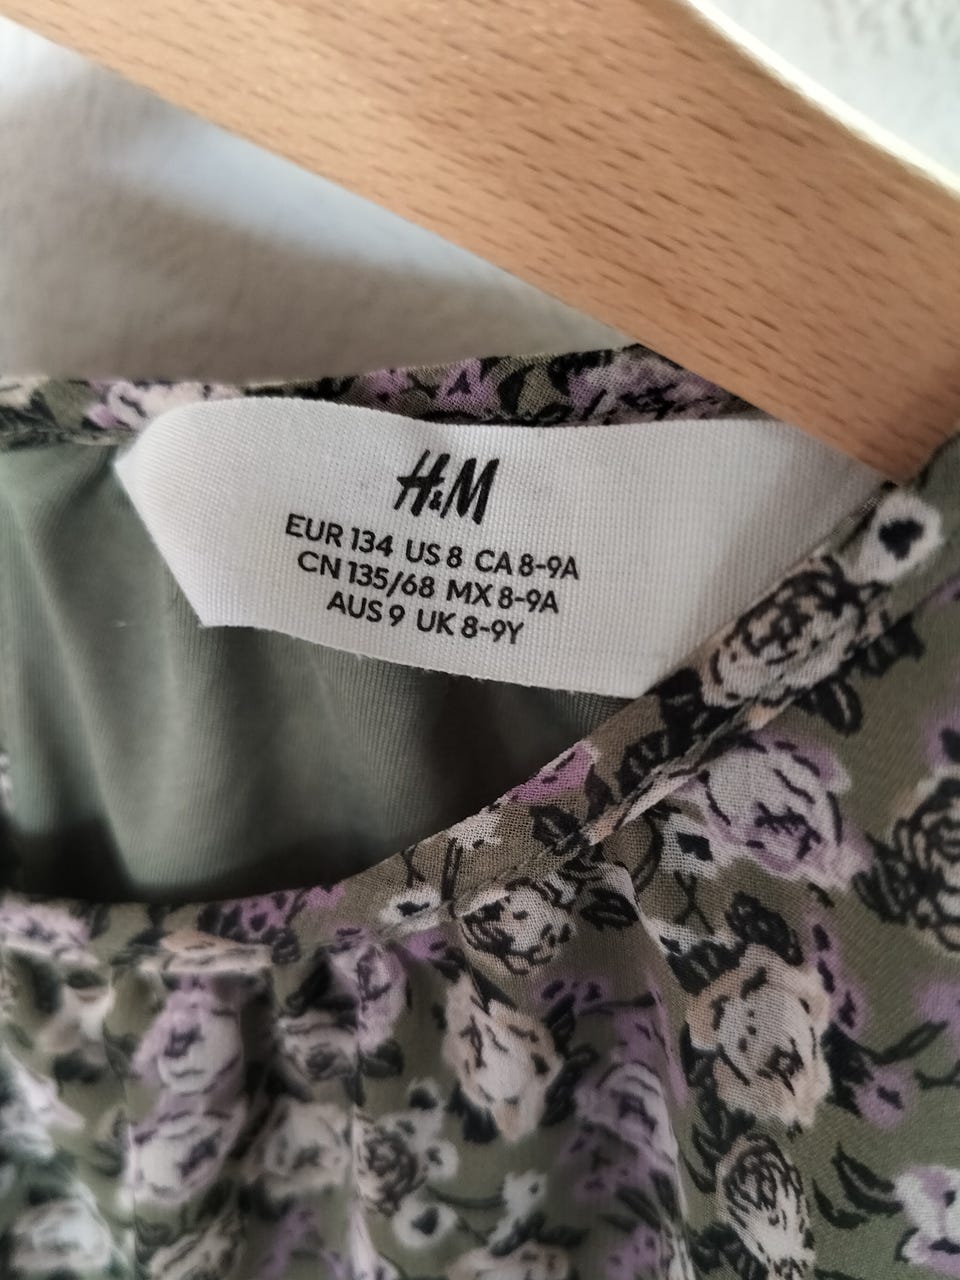 H&M
EUR 134 US 8 CA 8-9A
CN 135/68 MX 8-9A
AUS 9 UK 8-9Y